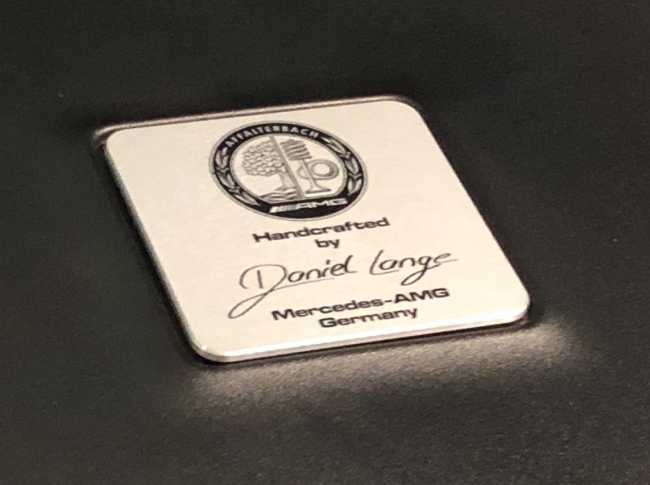 AFFALTERBACH
AMG
Handcrafted
by
Daniel Lange
Mercedes-AMG
Germany